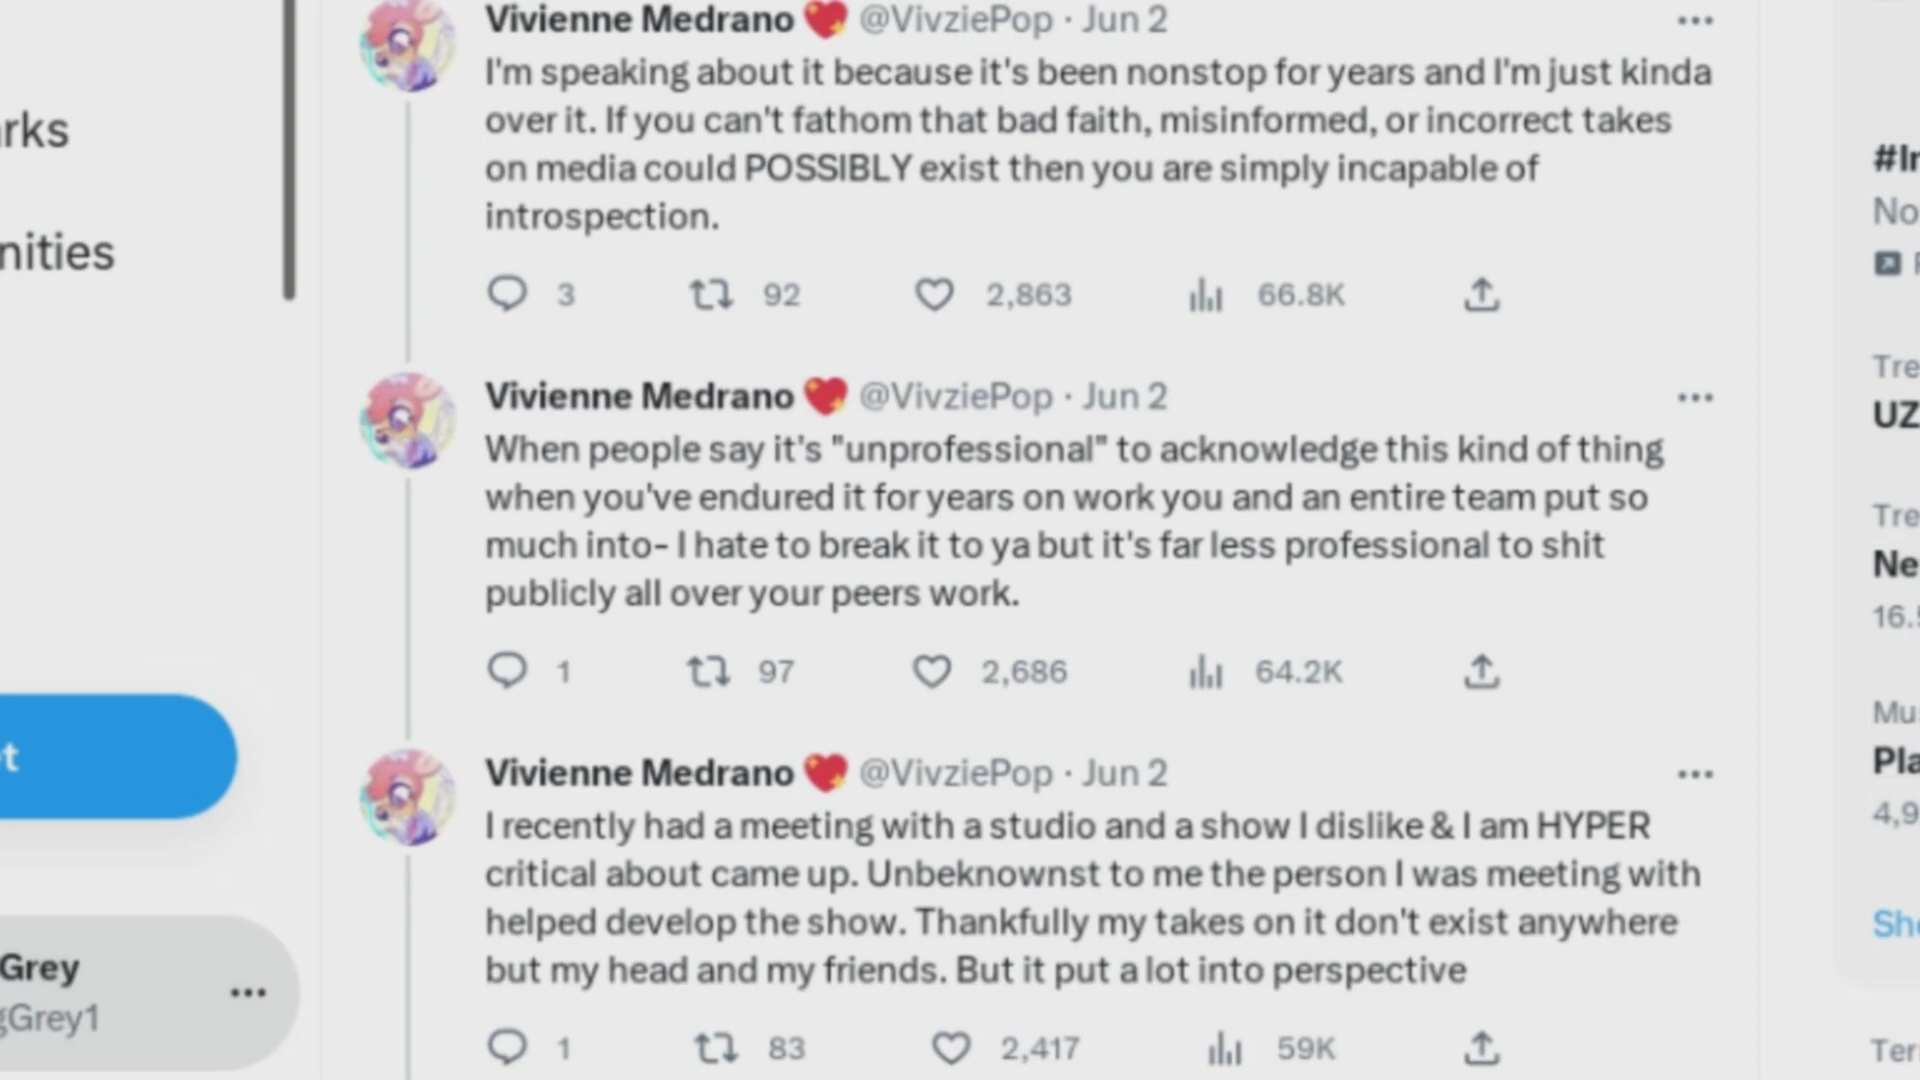 Vivienne Medrano 💖 @VivziePop · Jun 2
I'm speaking about it because it's been nonstop for years and I'm just kinda
over it. If you can't fathom that bad faith, misinformed, or incorrect takes
on media could POSSIBLY exist then you are simply incapable of
introspection.
3 92 2,863 66.8K
Vivienne Medrano 💖 @VivziePop · Jun 2
When people say it's "unprofessional" to acknowledge this kind of thing
when you've endured it for years on work you and an entire team put so
much into- I hate to break it to ya but it's far less professional to shit
publicly all over your peers work.
1 97 2,686 64.2K
Vivienne Medrano 💖 @VivziePop · Jun 2
I recently had a meeting with a studio and a show I dislike & I am HYPER
critical about came up. Unbeknownst to me the person I was meeting with
helped develop the show. Thankfully my takes on it don't exist anywhere
but my head and my friends. But it put a lot into perspective
1 83 2,417 59K
arks
nities
et
Grey
gGrey1
#In
No
Tre
UZ
Tre
Ne
16.5
Mus
Pla
4,9
Sho
Ter